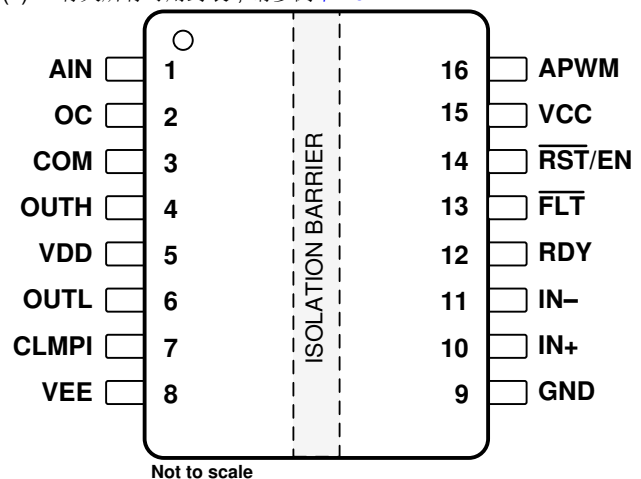 AIN 1 16 APWM
OC 2 15 VCC
COM 3 14 RST/EN
OUTH 4 13 FLT
VDD 5 12 RDY
OUTL 6 11 IN–
CLMPI 7 10 IN+
VEE 8 9 GND
ISOLATION BARRIER
Not to scale